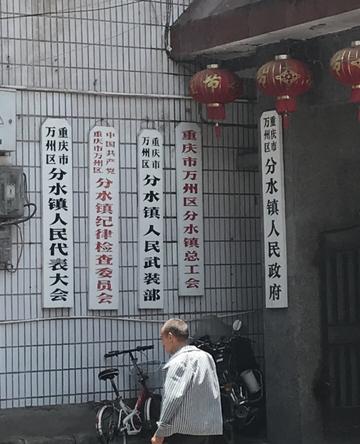 重庆市
万州区
分水镇人民代表大会
中国共产党
重庆市万州区
分水镇纪律检查委员会
重庆市
万州区
分水镇人民武装部
重庆市万州区分水镇总工会
重庆市
万州区
分水镇人民政府
节